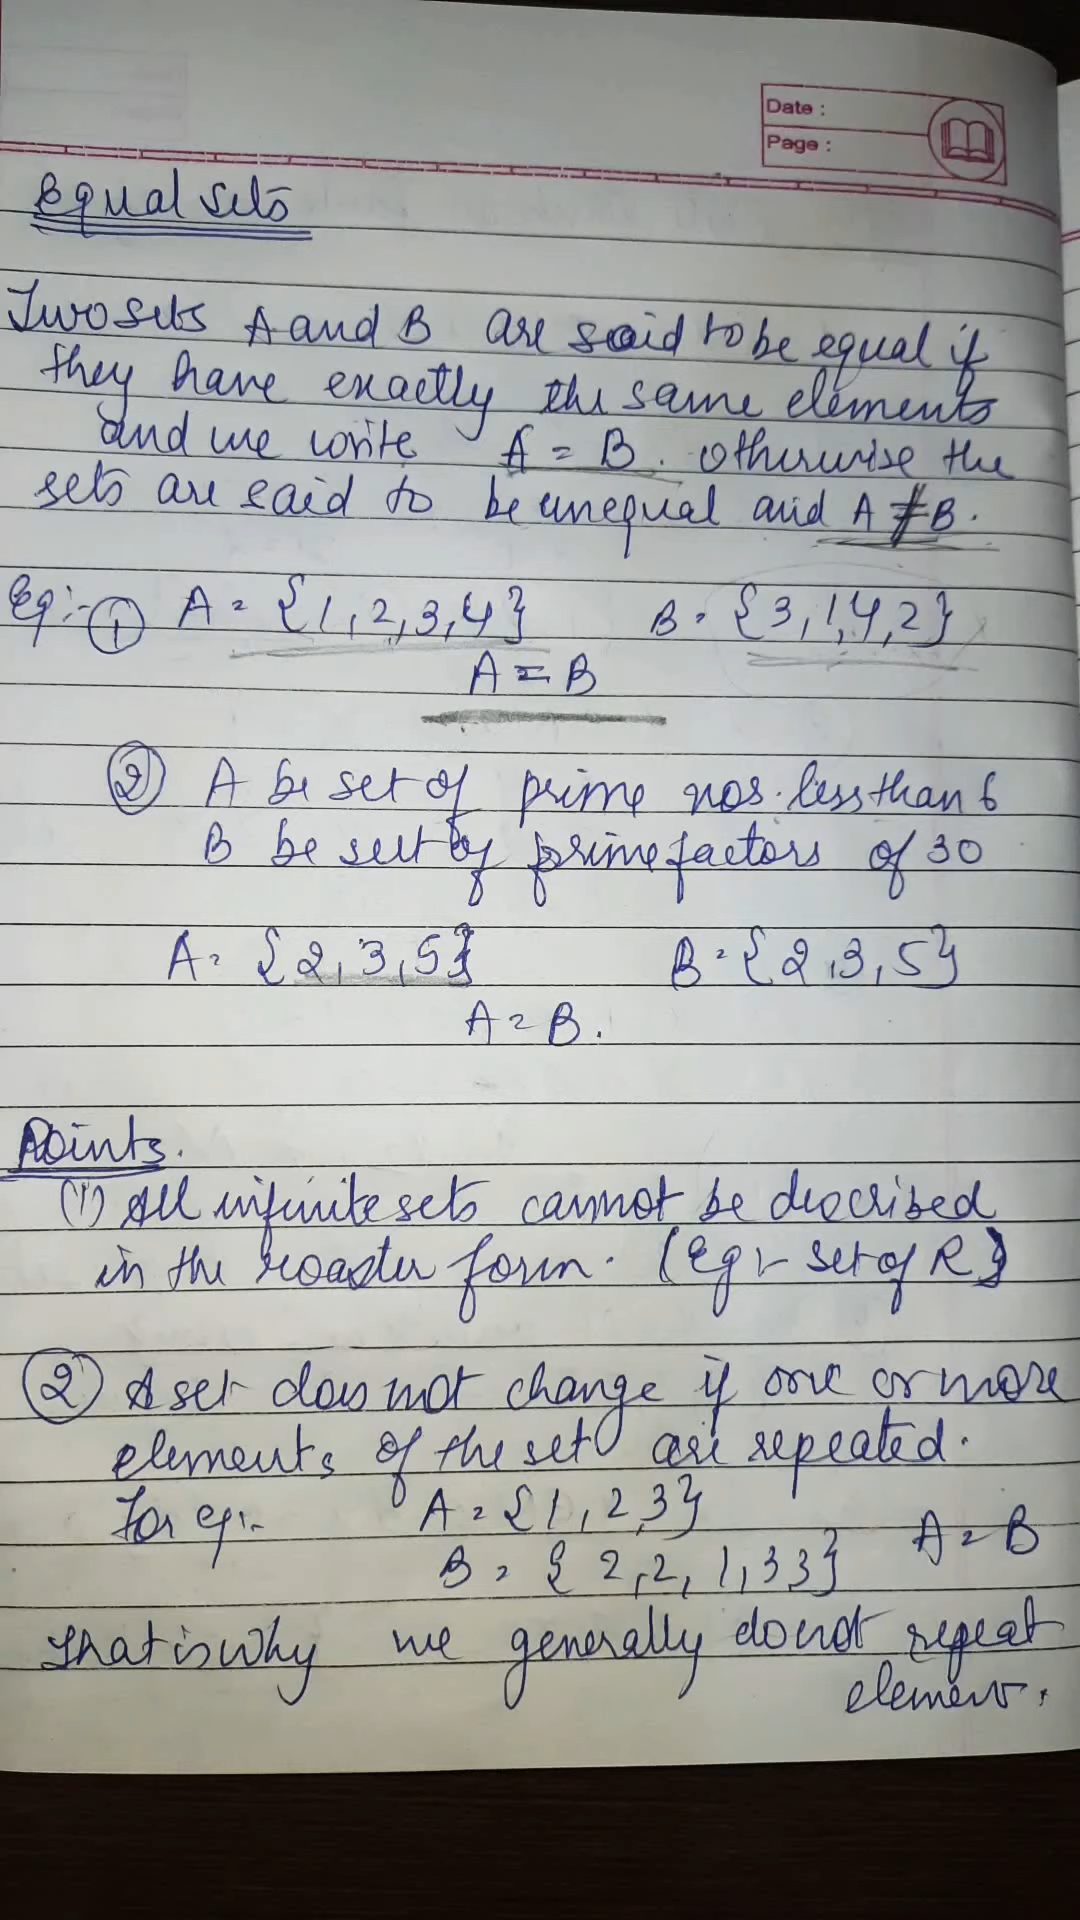 Date :
Page :
Equal sets
Two sets A and B are said to be equal if
they have exactly the same elements
and we write A = B. otherwise the
sets are said to be unequal and A ≠ B.
Eg:- ① A = {1, 2, 3, 4} B = {3, 1, 4, 2}
A = B
② A be set of prime nos. less than 6
B be set of prime factors of 30
A = {2, 3, 5} B = {2, 3, 5}
A = B.
Points.
(1) All infinite sets cannot be described
in the roaster form. (Eg:- set of R)
② A set does not change if one or more
elements of the set are repeated.
For eg:- A = {1, 2, 3}
B = {2, 2, 1, 3 3} A = B
That is why we generally do not repeat
element.